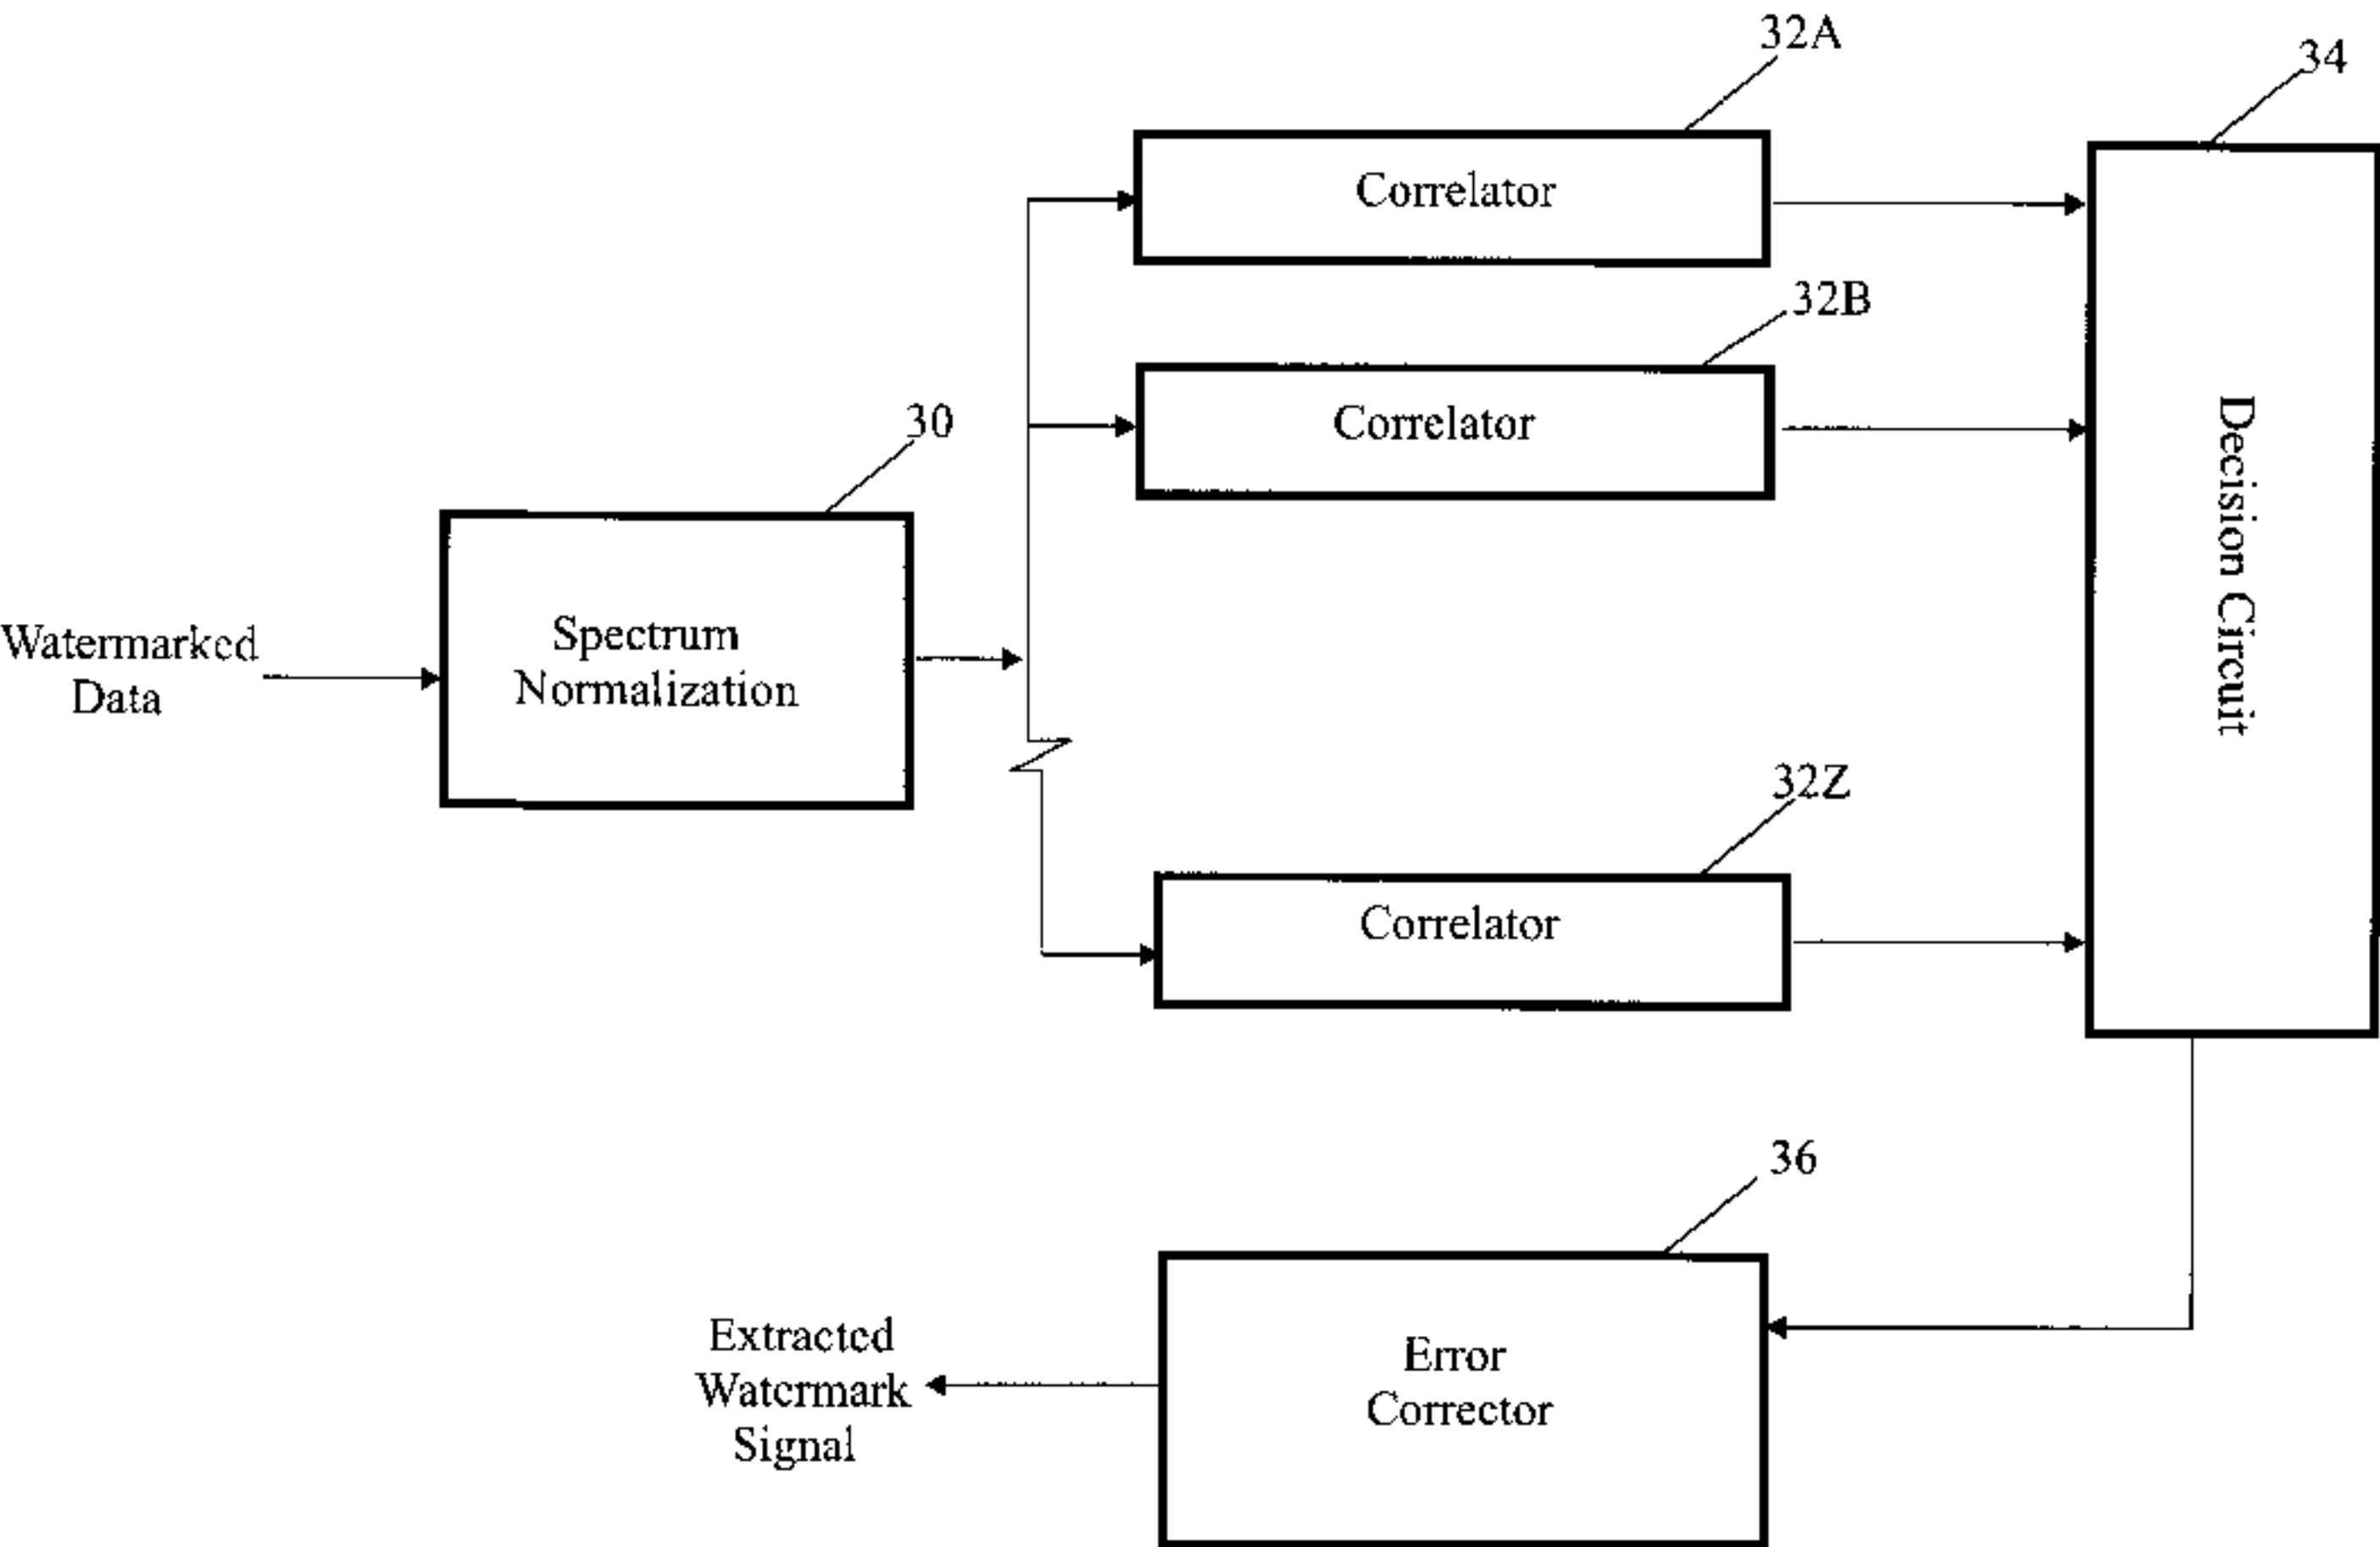 32A
34
Correlator
32B
Correlator
30
Spectrum
Normalization
Watermarked
Data
Decision Circuit
32Z
Correlator
36
Error
Corrector
Extracted
Watermark
Signal